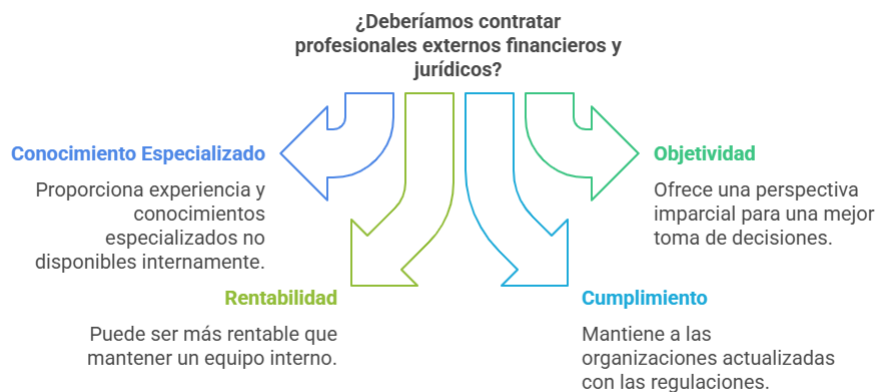 ¿Deberíamos contratar
profesionales externos financieros y
jurídicos?
Conocimiento Especializado
Proporciona experiencia y
conocimientos
especializados no
disponibles internamente.
Objetividad
Ofrece una perspectiva
imparcial para una mejor
toma de decisiones.
Rentabilidad
Puede ser más rentable que
mantener un equipo interno.
Cumplimiento
Mantiene a las
organizaciones actualizadas
con las regulaciones.